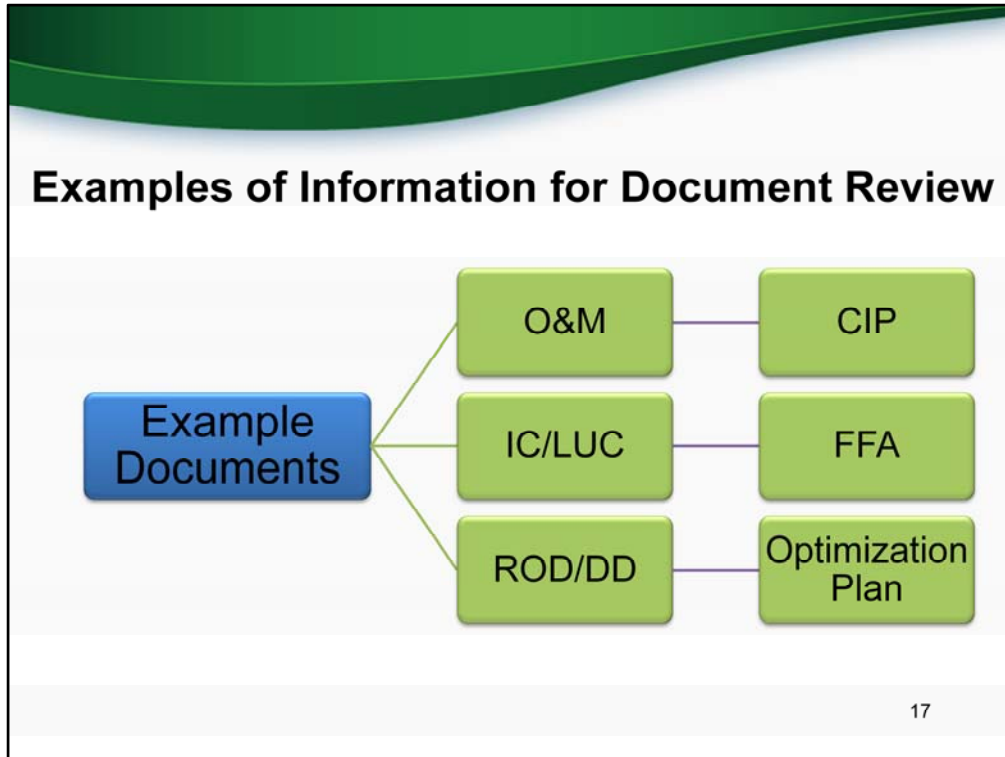 Examples of Information for Document Review
Example
Documents
O&M
CIP
IC/LUC
FFA
ROD/DD
Optimization
Plan
17